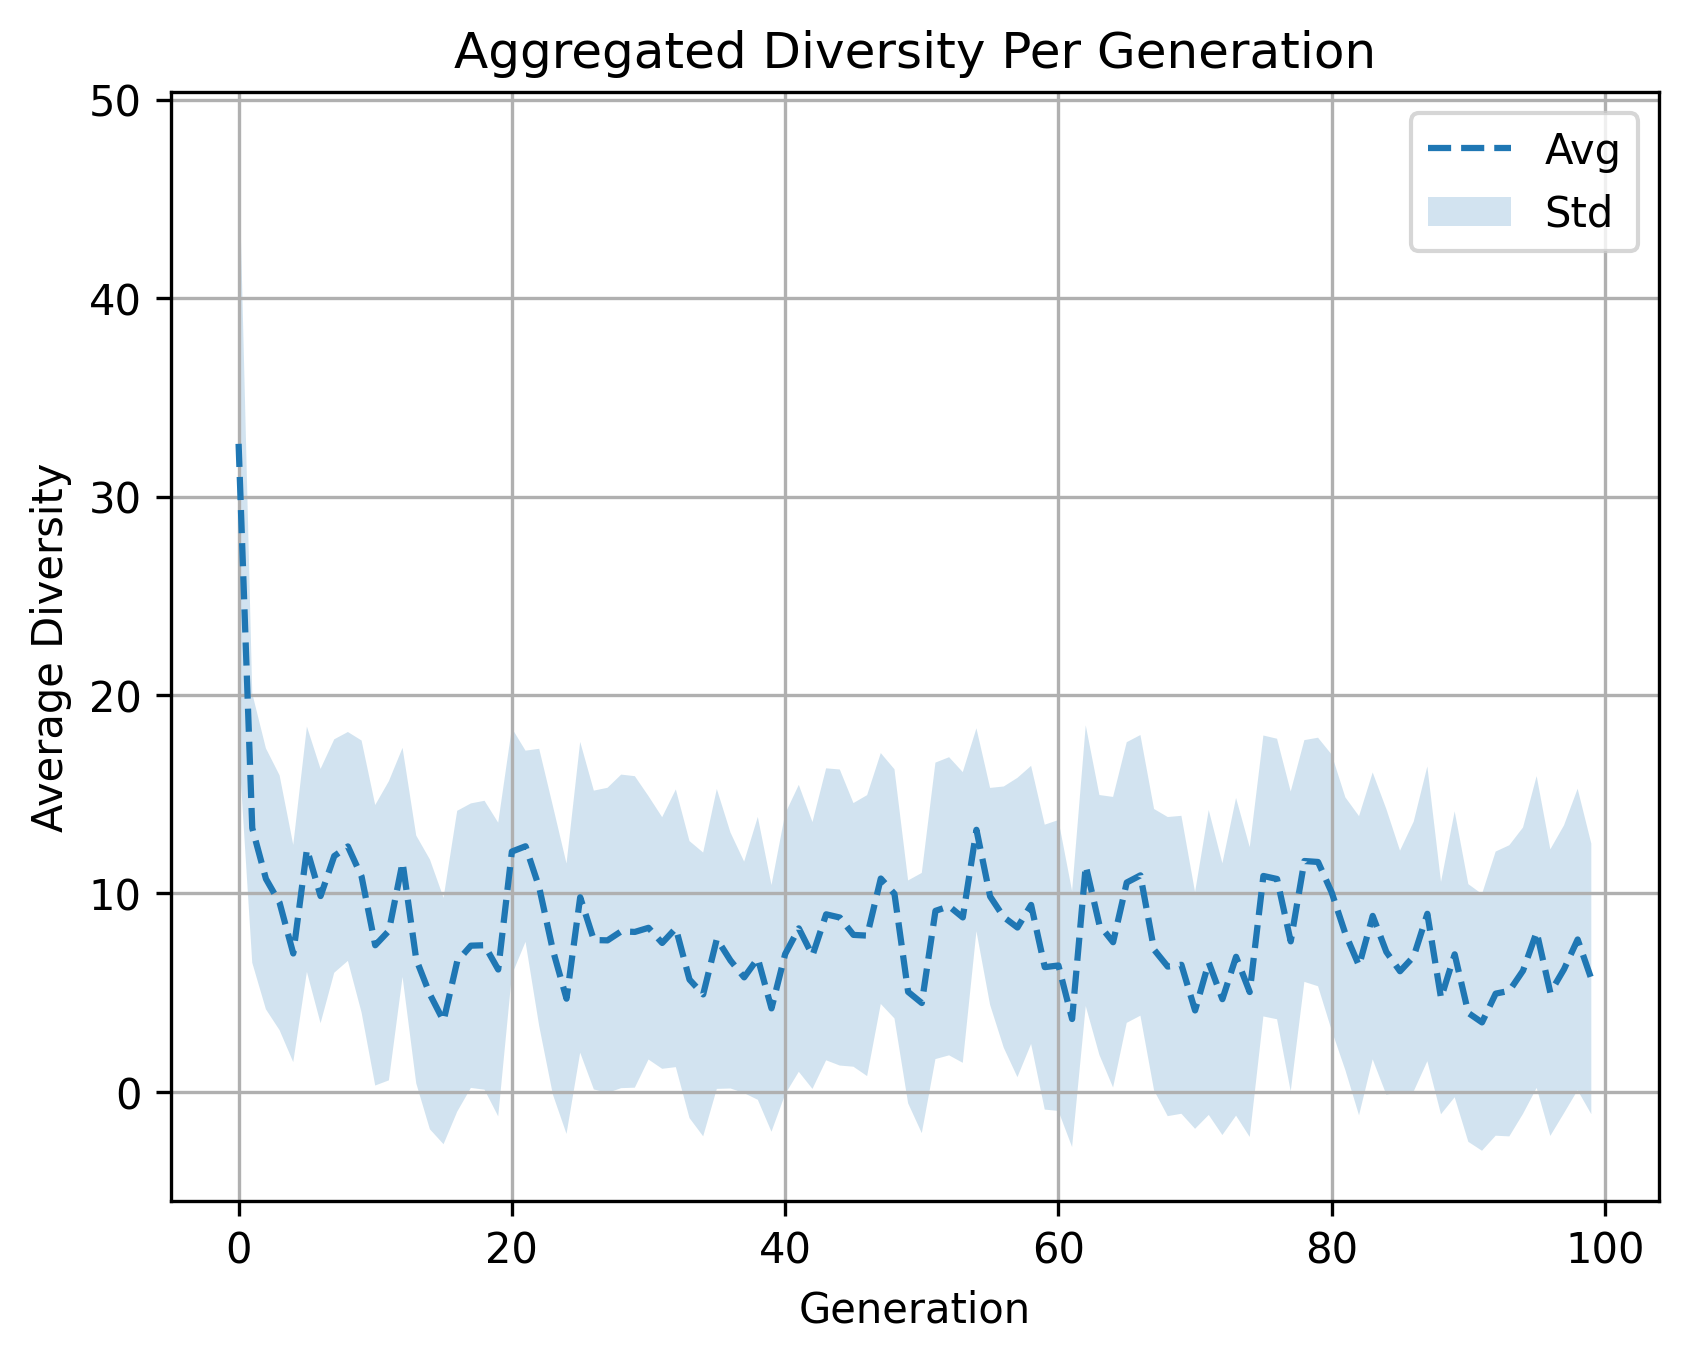 Aggregated Diversity Per Generation
50
40
30
20
10
0
Average Diversity
Avg
Std
0 20 40 60 80 100
Generation